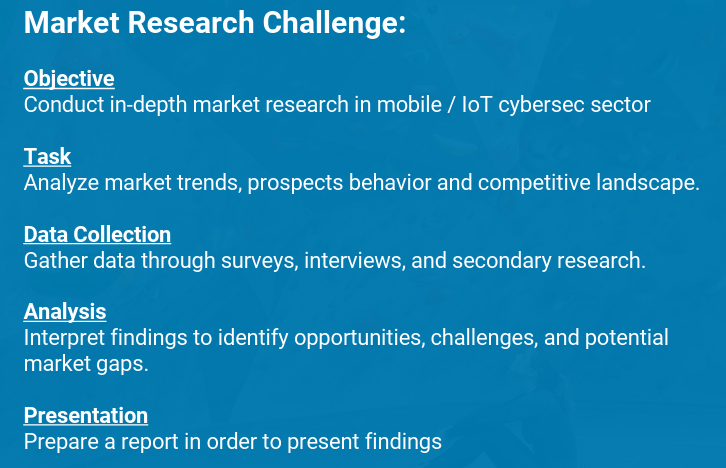 Market Research Challenge:
Objective
Conduct in-depth market research in mobile / IoT cybersec sector
Task
Analyze market trends, prospects behavior and competitive landscape.
Data Collection
Gather data through surveys, interviews, and secondary research.
Analysis
Interpret findings to identify opportunities, challenges, and potential
market gaps.
Presentation
Prepare a report in order to present findings